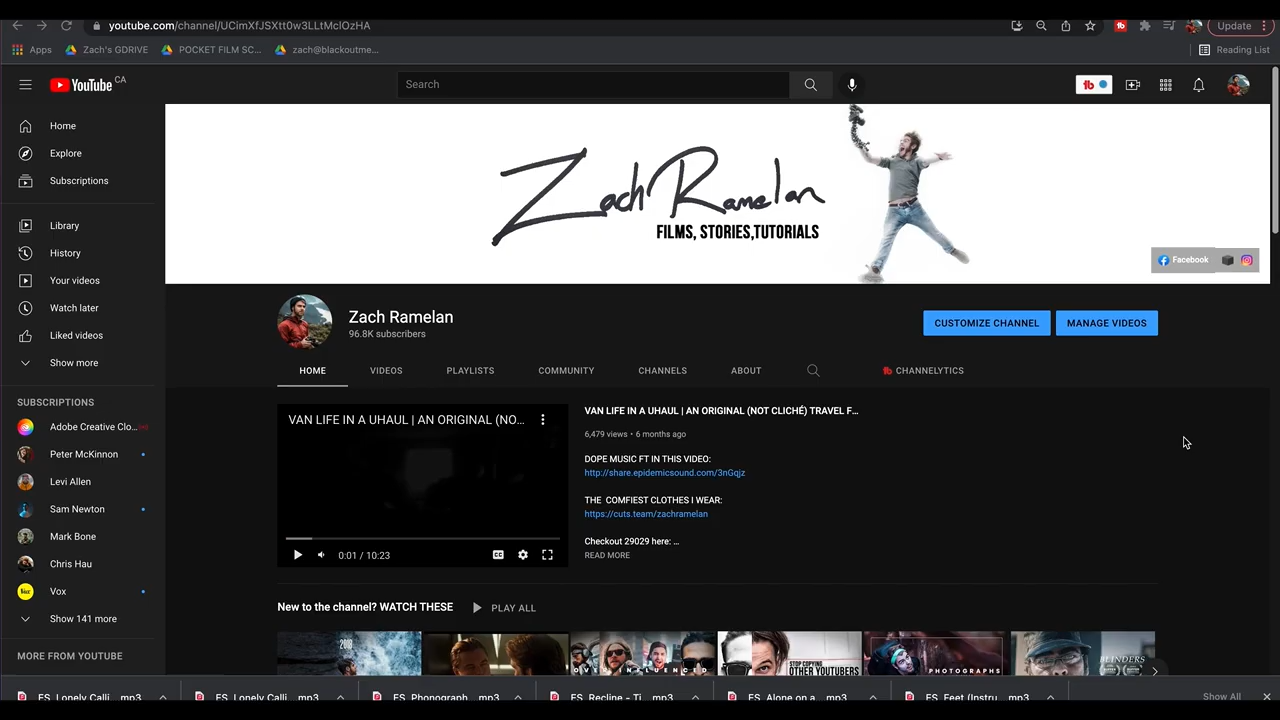 youtube.com/channel/UCimXfJSXtt0w3LLtMclOzHA
Update
Apps
Zach's GDRIVE
POCKET FILM SC...
zach@blackoutme...
Reading List
YouTube CA
Search
Home
Explore
Subscriptions
Library
History
Your videos
Watch later
Liked videos
Show more
SUBSCRIPTIONS
Adobe Creative Clo...
Peter McKinnon
Levi Allen
Sam Newton
Mark Bone
Chris Hau
Vox
Show 141 more
MORE FROM YOUTUBE
Zach Ramelan
FILMS, STORIES,TUTORIALS
Facebook
Zach Ramelan
96.8K subscribers
CUSTOMIZE CHANNEL
MANAGE VIDEOS
HOME
VIDEOS
PLAYLISTS
COMMUNITY
CHANNELS
ABOUT
CHANNELYTICS
VAN LIFE IN A UHAUL | AN ORIGINAL (NO...
0:01 / 10:23
VAN LIFE IN A UHAUL | AN ORIGINAL (NOT CLICHÉ) TRAVEL F...
6,479 views • 6 months ago
DOPE MUSIC FT IN THIS VIDEO:
http://share.epidemicsound.com/3nGqjz
THE COMFIEST CLOTHES I WEAR:
https://cuts.team/zachramelan
Checkout 29029 here: ...
READ MORE
New to the channel? WATCH THESE
PLAY ALL
2018
OVER INFLUENCED
STOP COPYING
OTHER YOUTUBERS
PHOTOGRAPHS
BLINDERS
ES_Lonely Calli....mp3
ES_Lonely Calli....mp3
ES_Phonograph....mp3
ES_Recline - Ti....mp3
ES_Alone on a....mp3
ES_Feet (Instru....mp3
Show All